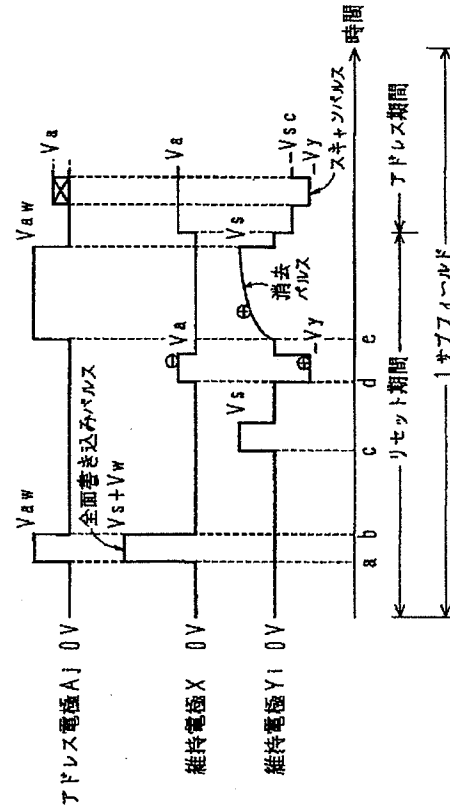 アドレス電極Aj 0V
Vaw
Vaw
Va
全面書き込みパルス
Vs+Vw
維持電極X 0V
⊖
Va
Va
維持電極Yi 0V
Vs
⊕
-Vy
⊕
消去
パルス
Vs
-Vsc
-Vy
スキャンパルス
a b c d e
時間
リセット期間
アドレス期間
1サブフィールド